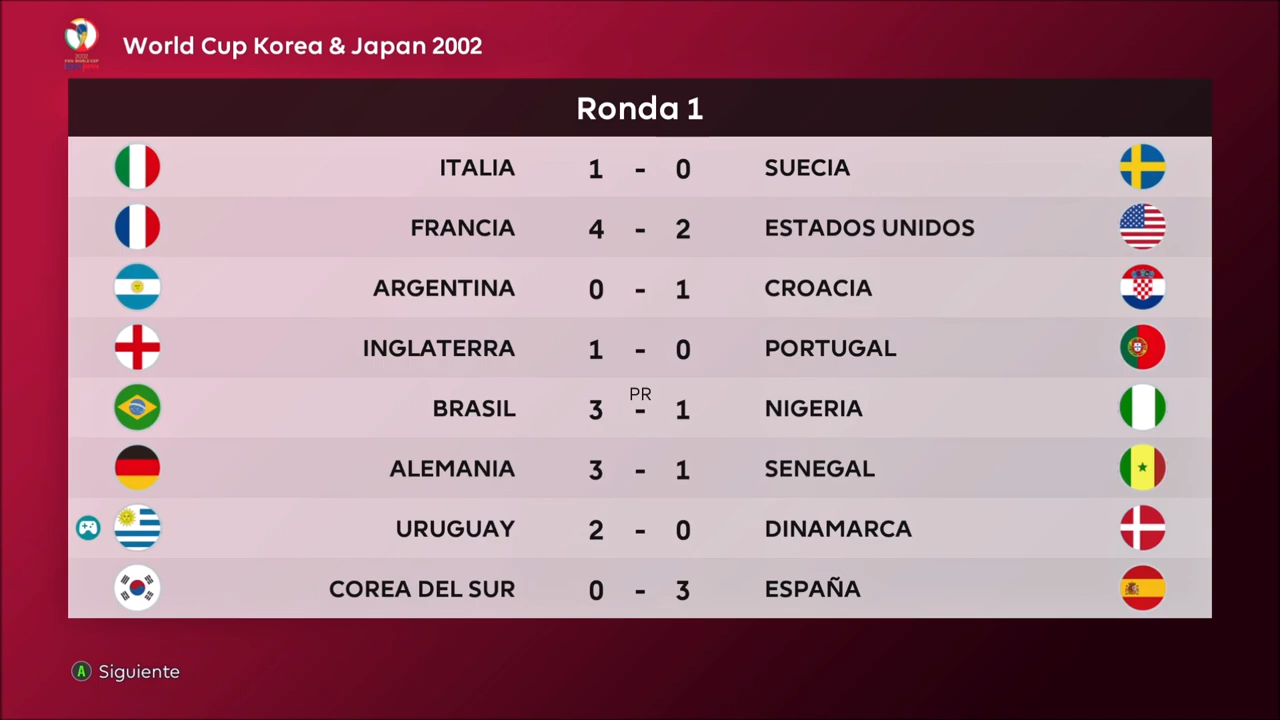 World Cup Korea & Japan 2002
Ronda 1
ITALIA 1 - 0 SUECIA
FRANCIA 4 - 2 ESTADOS UNIDOS
ARGENTINA 0 - 1 CROACIA
INGLATERRA 1 - 0 PORTUGAL
PR
BRASIL 3 - 1 NIGERIA
ALEMANIA 3 - 1 SENEGAL
URUGUAY 2 - 0 DINAMARCA
COREA DEL SUR 0 - 3 ESPAÑA
A Siguiente